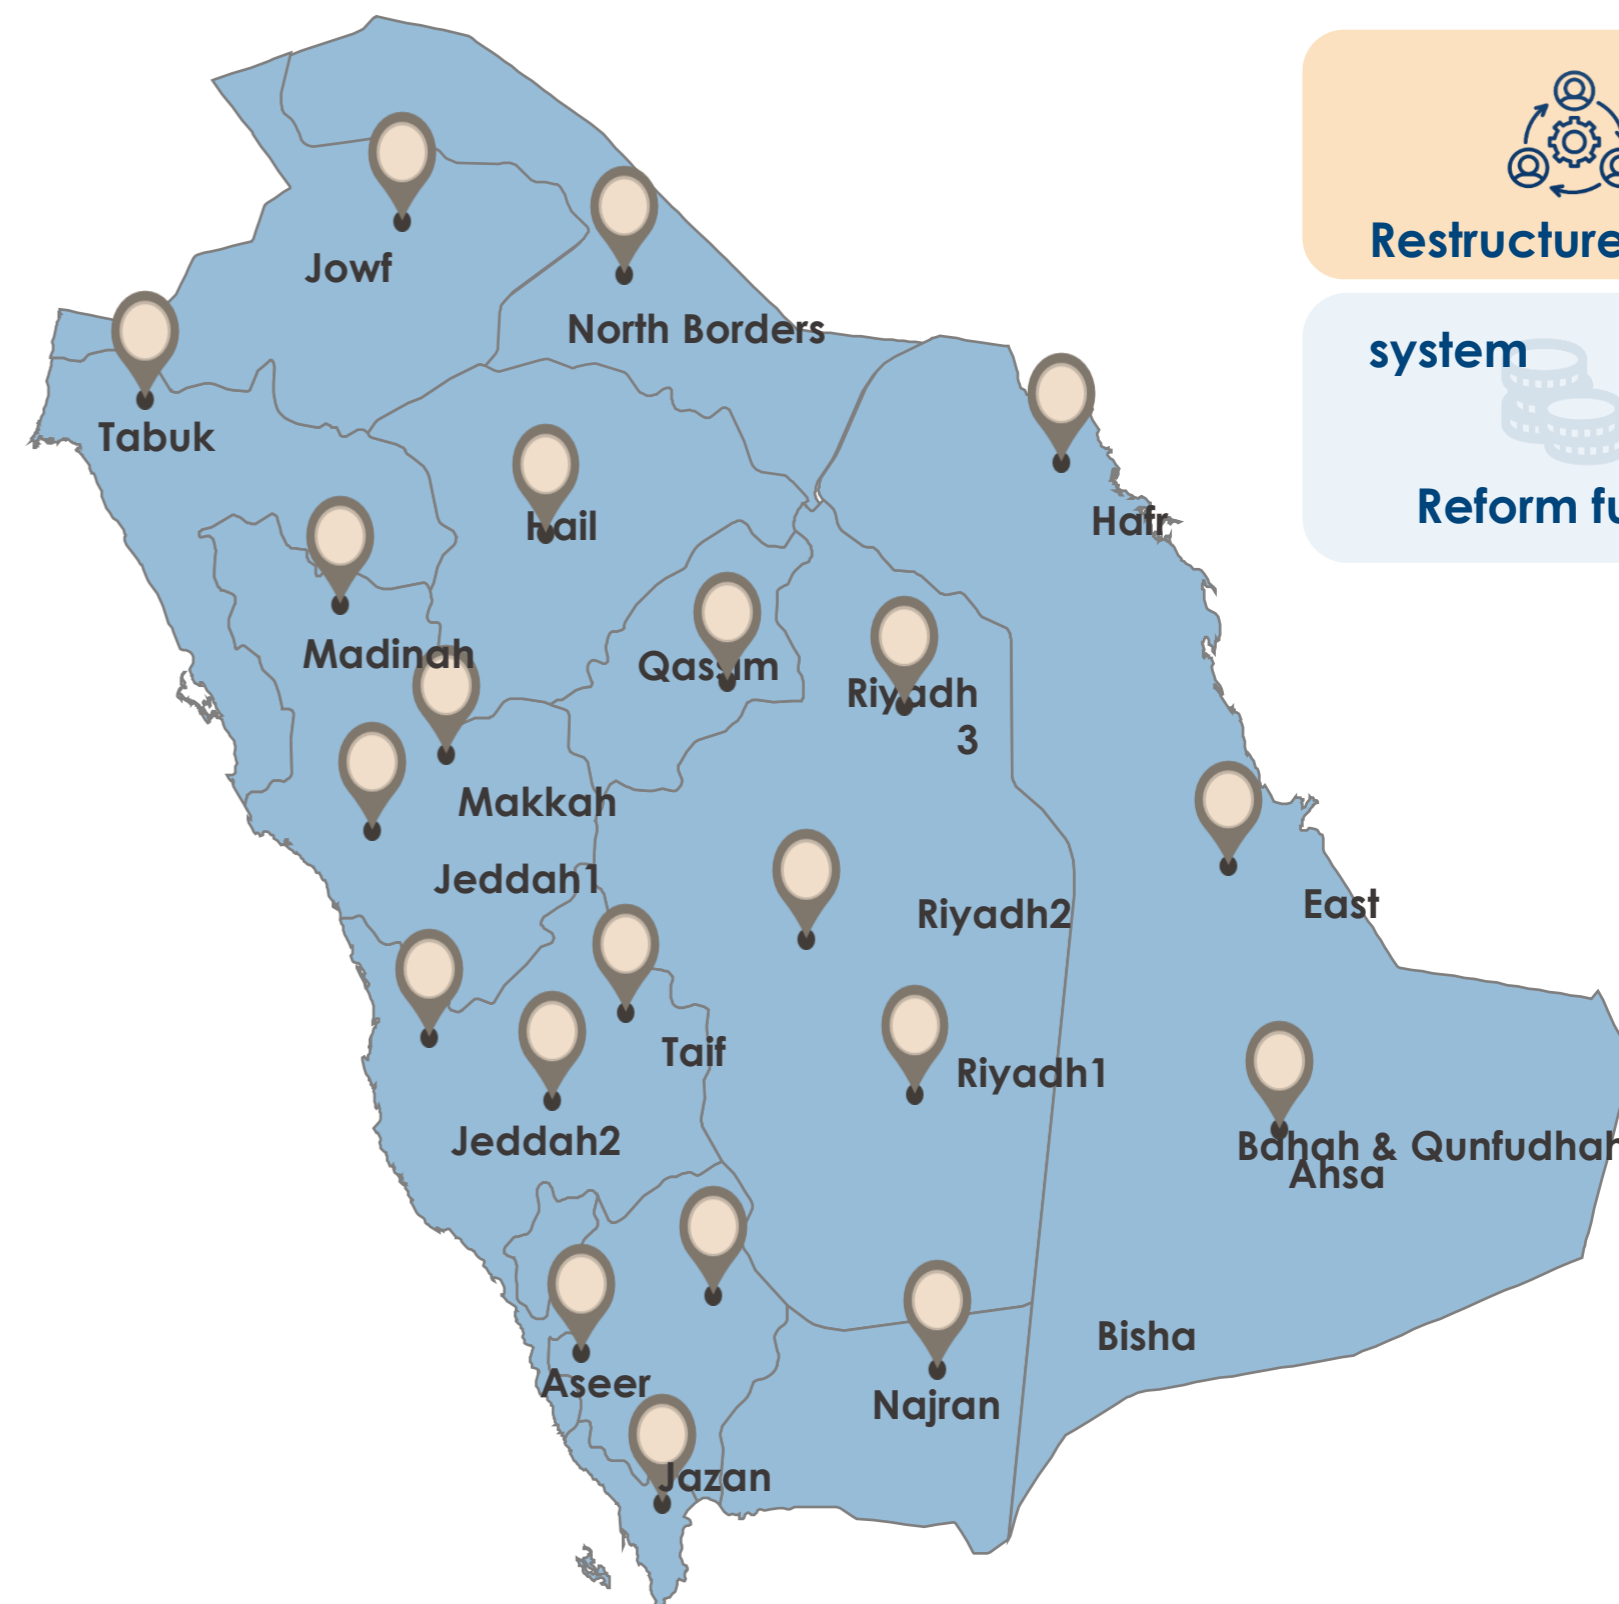 Jowf
Restructure
North Borders
system
Tabuk
Reform fu
Hail
Hafr
Madinah
Qassim
Riyadh
3
Makkah
Jeddah1
East
Riyadh2
Taif
Riyadh1
Jeddah2
Bahah & Qunfudhah
Ahsa
Bisha
Aseer
Najran
Jazan